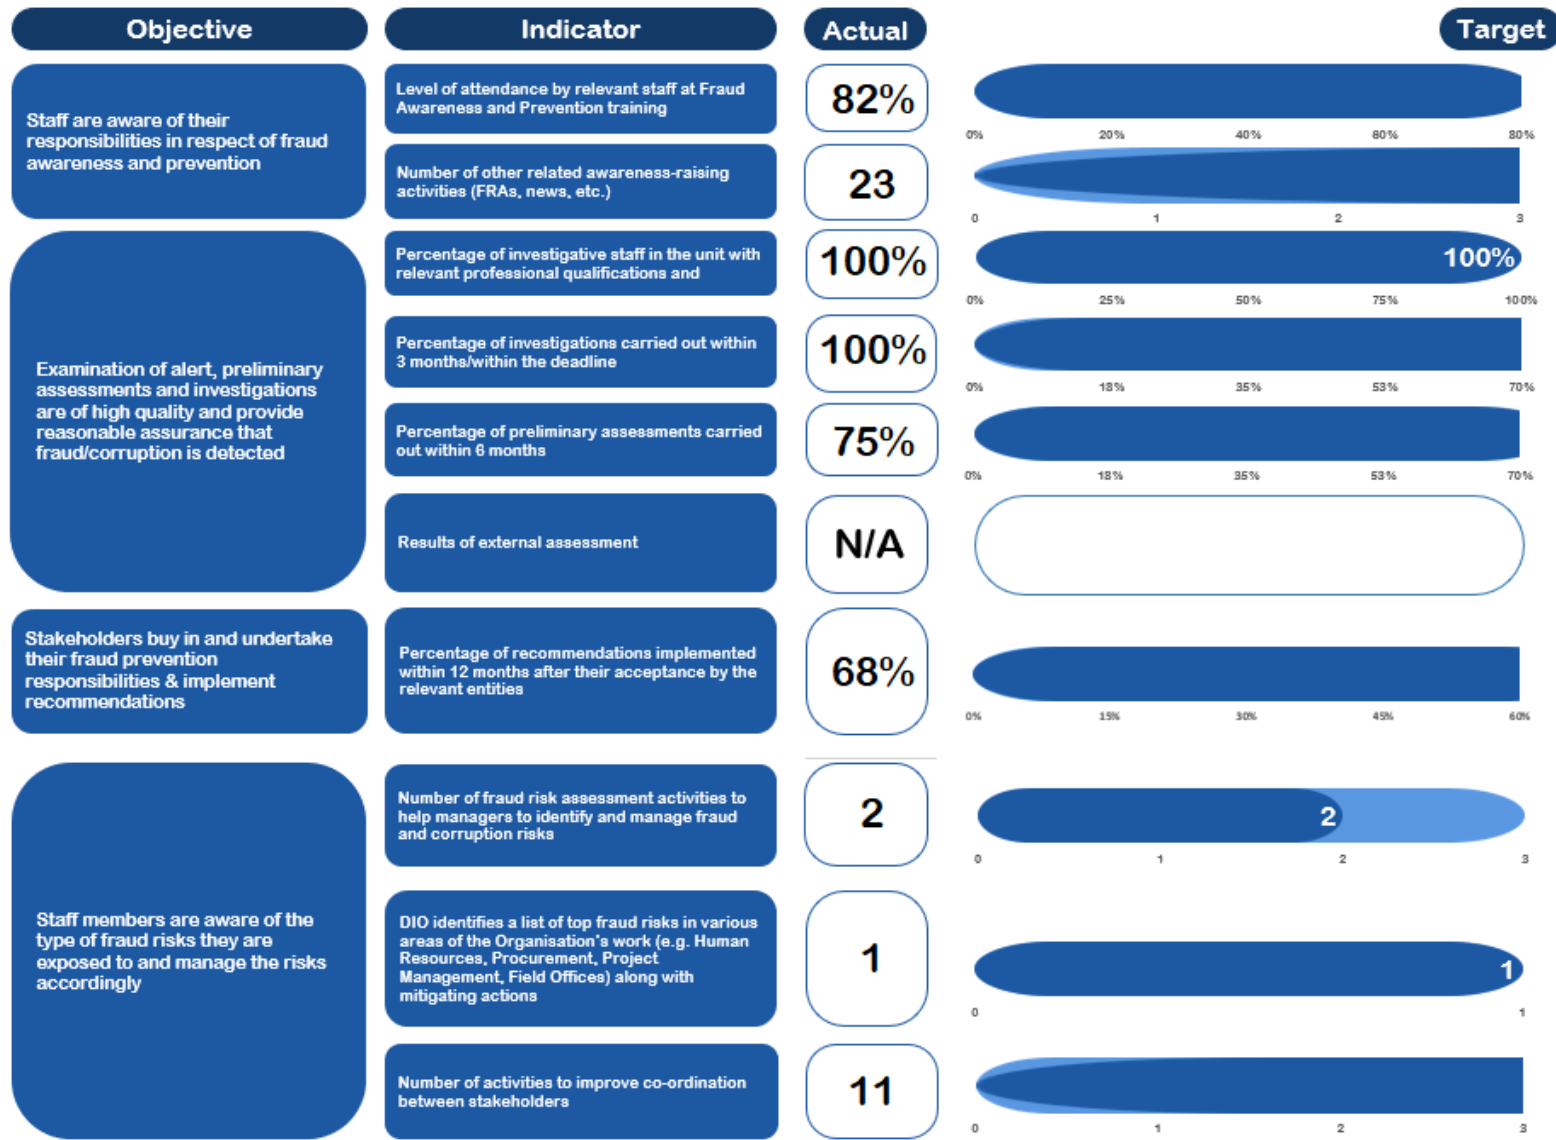 Objective
Indicator
Actual
Target
Staff are aware of their
responsibilities in respect of fraud
awareness and prevention
Level of attendance by relevant staff at Fraud
Awareness and Prevention training
82%
0% 20% 40% 60% 80%
Number of other related awareness-raising
activities (FRAs, news, etc.)
23
0 1 2 3
Examination of alert, preliminary
assessments and investigations
are of high quality and provide
reasonable assurance that
fraud/corruption is detected
Percentage of investigative staff in the unit with
relevant professional qualifications and
100%
100%
0% 25% 50% 75% 100%
Percentage of investigations carried out within
3 months/within the deadline
100%
0% 18% 35% 53% 70%
Percentage of preliminary assessments carried
out within 6 months
75%
0% 18% 35% 53% 70%
Results of external assessment
N/A
Stakeholders buy in and undertake
their fraud prevention
responsibilities & implement
recommendations
Percentage of recommendations implemented
within 12 months after their acceptance by the
relevant entities
68%
0% 15% 30% 45% 60%
Staff members are aware of the
type of fraud risks they are
exposed to and manage the risks
accordingly
Number of fraud risk assessment activities to
help managers to identify and manage fraud
and corruption risks
2
2
0 1 2 3
DIO identifies a list of top fraud risks in various
areas of the Organisation's work (e.g. Human
Resources, Procurement, Project
Management, Field Offices) along with
mitigating actions
1
1
0 1
Number of activities to improve co-ordination
between stakeholders
11
0 1 2 3